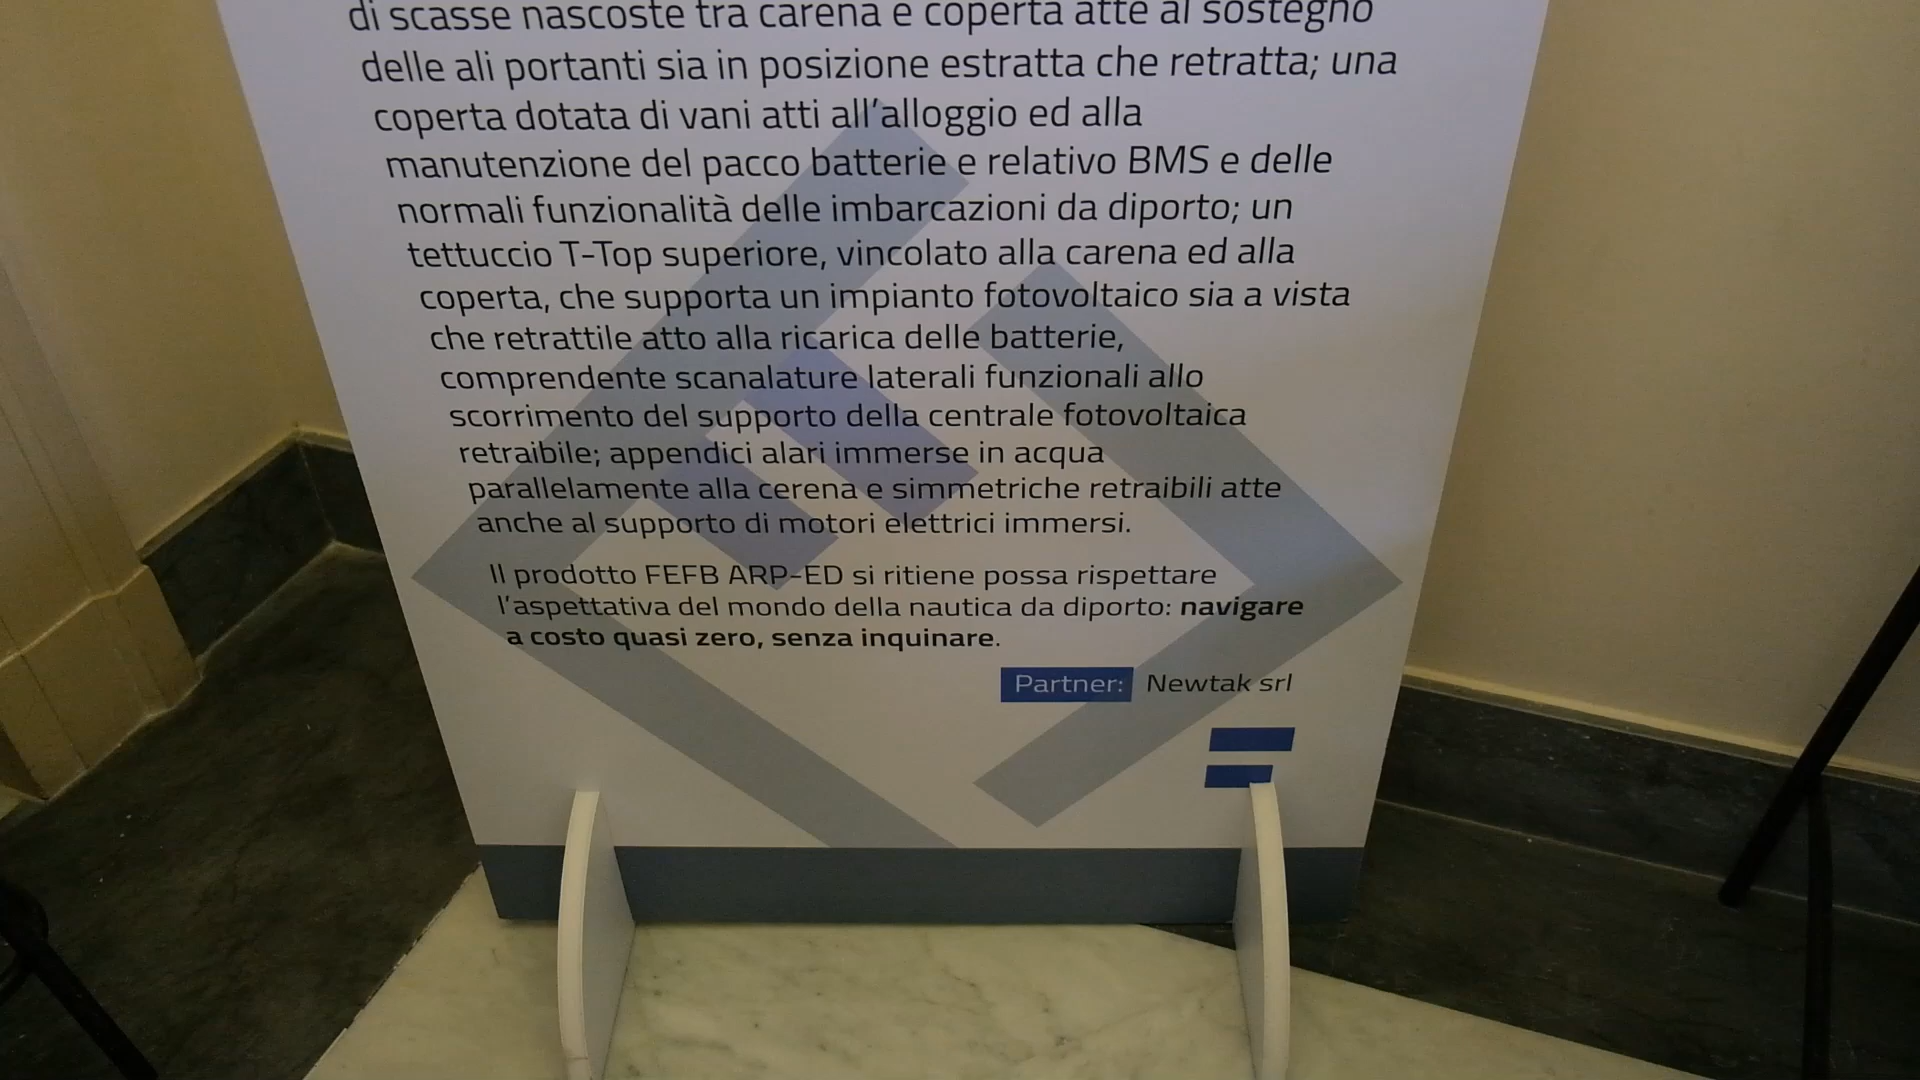 di scasse nascoste tra carena e coperta atte al sostegno
delle ali portanti sia in posizione estratta che retratta; una
coperta dotata di vani atti all'alloggio ed alla
manutenzione del pacco batterie e relativo BMS e delle
normali funzionalità delle imbarcazioni da diporto; un
tettuccio T-Top superiore, vincolato alla carena ed alla
coperta, che supporta un impianto fotovoltaico sia a vista
che retrattile atto alla ricarica delle batterie,
comprendente scanalature laterali funzionali allo
scorrimento del supporto della centrale fotovoltaica
retraibile; appendici alari immerse in acqua
parallelamente alla cerena e simmetriche retraibili atte
anche al supporto di motori elettrici immersi.
Il prodotto FEFB ARP-ED si ritiene possa rispettare
l'aspettativa del mondo della nautica da diporto: navigare
a costo quasi zero, senza inquinare.
Partner: Newtak srl